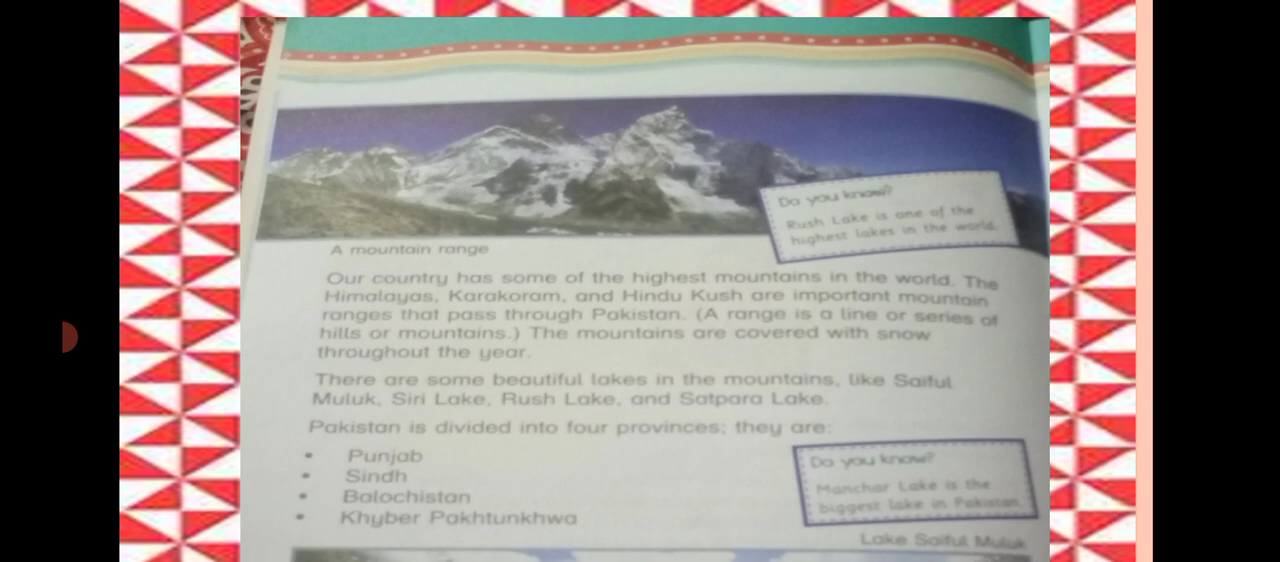 Do you know?
Rush Lake is one of the
highest lakes in the world.
A mountain range
Our country has some of the highest mountains in the world. The
Himalayas, Karakoram, and Hindu Kush are important mountain
ranges that pass through Pakistan. (A range is a line or series of
hills or mountains.) The mountains are covered with snow
throughout the year.
There are some beautiful lakes in the mountains, like Saiful
Muluk, Siri Lake, Rush Lake, and Satpara Lake.
Pakistan is divided into four provinces; they are:
• Punjab
• Sindh
• Balochistan
• Khyber Pakhtunkhwa
Do you know?
Manchar Lake is the
biggest lake in Pakistan.
Lake Saiful Muluk